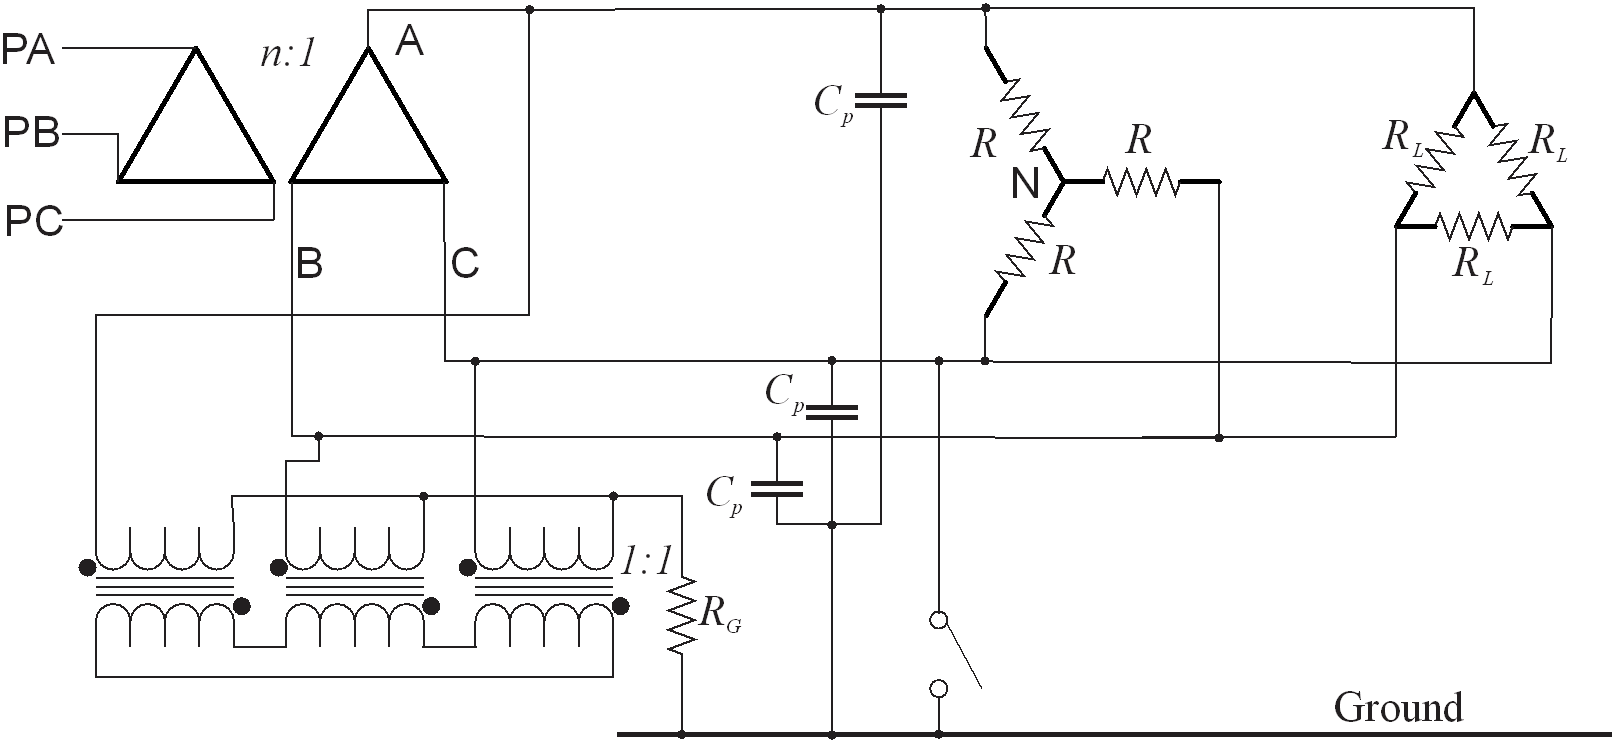 PA
n:1
A
PB
PC
B
C
C_p
R
R
N
R
R_L
R_L
R_L
C_p
C_p
1:1
R_G
Ground